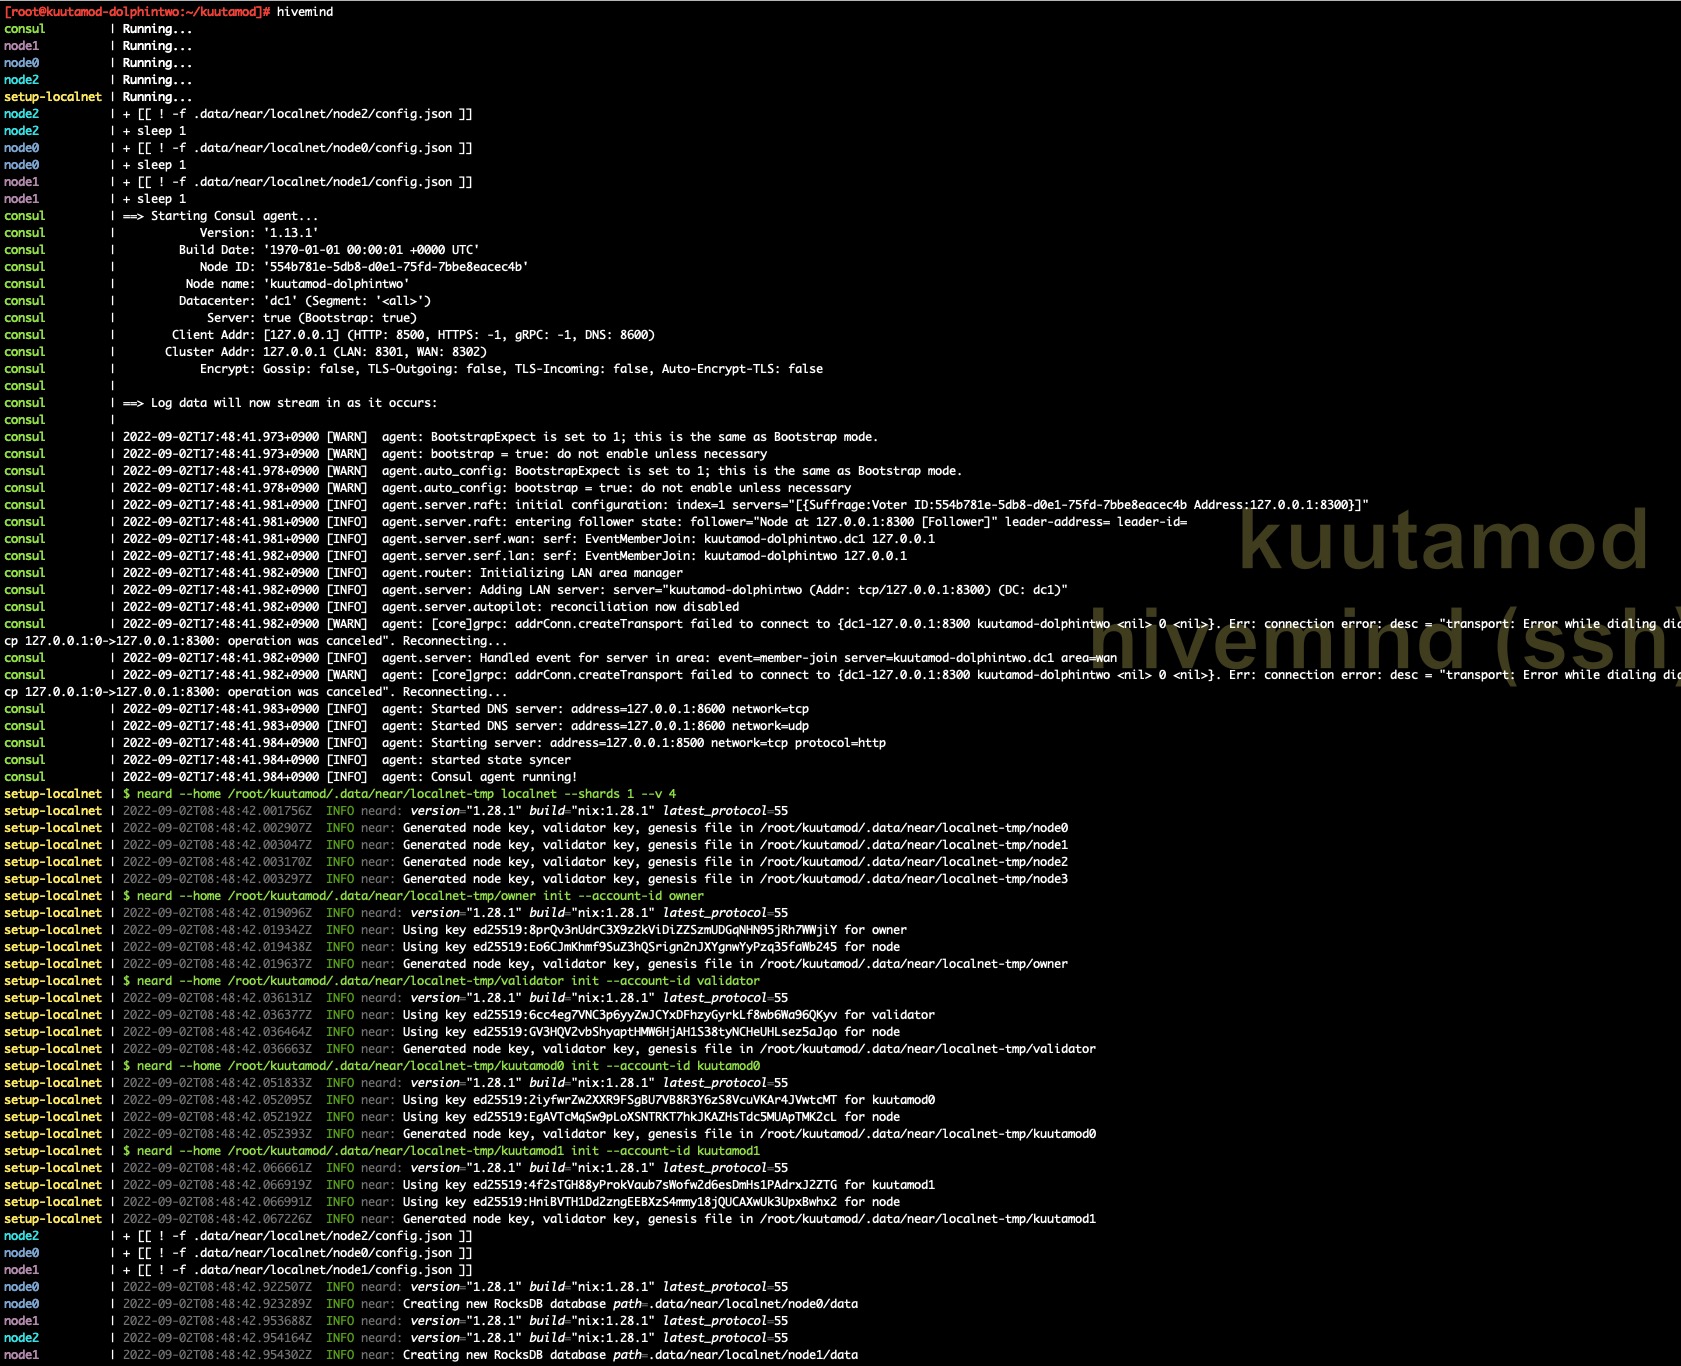 [root@kuutamod-dolphintwo:~/kuutamod]# hivemind
consul | Running...
node1 | Running...
node0 | Running...
node2 | Running...
setup-localnet | Running...
node2 | + [[ ! -f .data/near/localnet/node2/config.json ]]
node2 | + sleep 1
node0 | + [[ ! -f .data/near/localnet/node0/config.json ]]
node0 | + sleep 1
node1 | + [[ ! -f .data/near/localnet/node1/config.json ]]
node1 | + sleep 1
consul | ==> Starting Consul agent...
consul | Version: '1.13.1'
consul | Build Date: '1970-01-01 00:00:01 +0000 UTC'
consul | Node ID: '554b781e-5db8-d0e1-75fd-7bbe8eacec4b'
consul | Node name: 'kuutamod-dolphintwo'
consul | Datacenter: 'dc1' (Segment: '<all>')
consul | Server: true (Bootstrap: true)
consul | Client Addr: [127.0.0.1] (HTTP: 8500, HTTPS: -1, gRPC: -1, DNS: 8600)
consul | Cluster Addr: 127.0.0.1 (LAN: 8301, WAN: 8302)
consul | Encrypt: Gossip: false, TLS-Outgoing: false, TLS-Incoming: false, Auto-Encrypt-TLS: false
consul |
consul | ==> Log data will now stream in as it occurs:
consul |
consul | 2022-09-02T17:48:41.973+0900 [WARN] agent: BootstrapExpect is set to 1; this is the same as Bootstrap mode.
consul | 2022-09-02T17:48:41.973+0900 [WARN] agent: bootstrap = true: do not enable unless necessary
consul | 2022-09-02T17:48:41.978+0900 [WARN] agent.auto_config: BootstrapExpect is set to 1; this is the same as Bootstrap mode.
consul | 2022-09-02T17:48:41.978+0900 [WARN] agent.auto_config: bootstrap = true: do not enable unless necessary
consul | 2022-09-02T17:48:41.981+0900 [INFO] agent.server.raft: initial configuration: index=1 servers="[{Suffrage:Voter ID:554b781e-5db8-d0e1-75fd-7bbe8eacec4b Address:127.0.0.1:8300}]"
consul | 2022-09-02T17:48:41.981+0900 [INFO] agent.server.raft: entering follower state: follower="Node at 127.0.0.1:8300 [Follower]" leader-address= leader-id=
consul | 2022-09-02T17:48:41.981+0900 [INFO] agent.server.serf.wan: serf: EventMemberJoin: kuutamod-dolphintwo.dc1 127.0.0.1
consul | 2022-09-02T17:48:41.982+0900 [INFO] agent.server.serf.lan: serf: EventMemberJoin: kuutamod-dolphintwo 127.0.0.1
kuutamod
consul | 2022-09-02T17:48:41.982+0900 [INFO] agent.router: Initializing LAN area manager
consul | 2022-09-02T17:48:41.982+0900 [INFO] agent.server: Adding LAN server: server="kuutamod-dolphintwo (Addr: tcp/127.0.0.1:8300) (DC: dc1)"
consul | 2022-09-02T17:48:41.982+0900 [INFO] agent.server.autopilot: reconciliation now disabled
consul | 2022-09-02T17:48:41.982+0900 [WARN] agent: [core]grpc: addrConn.createTransport failed to connect to {dc1-127.0.0.1:8300 kuutamod-dolphintwo <nil> 0 <nil>}. Err: connection error: desc = "transport: Error while dialing dia
cp 127.0.0.1:0->127.0.0.1:8300: operation was canceled". Reconnecting...
hivemind (ssh)
consul | 2022-09-02T17:48:41.982+0900 [INFO] agent.server: Handled event for server in area: event=member-join server=kuutamod-dolphintwo.dc1 area=wan
consul | 2022-09-02T17:48:41.982+0900 [WARN] agent: [core]grpc: addrConn.createTransport failed to connect to {dc1-127.0.0.1:8300 kuutamod-dolphintwo <nil> 0 <nil>}. Err: connection error: desc = "transport: Error while dialing dia
cp 127.0.0.1:0->127.0.0.1:8300: operation was canceled". Reconnecting...
consul | 2022-09-02T17:48:41.983+0900 [INFO] agent: Started DNS server: address=127.0.0.1:8600 network=tcp
consul | 2022-09-02T17:48:41.983+0900 [INFO] agent: Started DNS server: address=127.0.0.1:8600 network=udp
consul | 2022-09-02T17:48:41.984+0900 [INFO] agent: Starting server: address=127.0.0.1:8500 network=tcp protocol=http
consul | 2022-09-02T17:48:41.984+0900 [INFO] agent: started state syncer
consul | 2022-09-02T17:48:41.984+0900 [INFO] agent: Consul agent running!
setup-localnet | $ neard --home /root/kuutamod/.data/near/localnet-tmp localnet --shards 1 --v 4
setup-localnet | 2022-09-02T08:48:42.001756Z INFO neard: version="1.28.1" build="nix:1.28.1" latest_protocol=55
setup-localnet | 2022-09-02T08:48:42.002907Z INFO near: Generated node key, validator key, genesis file in /root/kuutamod/.data/near/localnet-tmp/node0
setup-localnet | 2022-09-02T08:48:42.003047Z INFO near: Generated node key, validator key, genesis file in /root/kuutamod/.data/near/localnet-tmp/node1
setup-localnet | 2022-09-02T08:48:42.003170Z INFO near: Generated node key, validator key, genesis file in /root/kuutamod/.data/near/localnet-tmp/node2
setup-localnet | 2022-09-02T08:48:42.003297Z INFO near: Generated node key, validator key, genesis file in /root/kuutamod/.data/near/localnet-tmp/node3
setup-localnet | $ neard --home /root/kuutamod/.data/near/localnet-tmp/owner init --account-id owner
setup-localnet | 2022-09-02T08:48:42.019096Z INFO neard: version="1.28.1" build="nix:1.28.1" latest_protocol=55
setup-localnet | 2022-09-02T08:48:42.019342Z INFO near: Using key ed25519:8prQv3nUdrC3X9z2kViDiZZSzmUDGqNHN95jRh7WWjiY for owner
setup-localnet | 2022-09-02T08:48:42.019438Z INFO near: Using key ed25519:Eo6CJmKhmf9SuZ3hQSrign2nJXYgnwYyPzq35faWb245 for node
setup-localnet | 2022-09-02T08:48:42.019637Z INFO near: Generated node key, validator key, genesis file in /root/kuutamod/.data/near/localnet-tmp/owner
setup-localnet | $ neard --home /root/kuutamod/.data/near/localnet-tmp/validator init --account-id validator
setup-localnet | 2022-09-02T08:48:42.036131Z INFO neard: version="1.28.1" build="nix:1.28.1" latest_protocol=55
setup-localnet | 2022-09-02T08:48:42.036377Z INFO near: Using key ed25519:6cc4eg7VNC3p6yyZwJCYxDFhzyGyrkLf8wb6Wa96QKyv for validator
setup-localnet | 2022-09-02T08:48:42.036464Z INFO near: Using key ed25519:GV3HQV2vbShyaptHMW6HjAH1S38tyNCHeUHLsez5aJqo for node
setup-localnet | 2022-09-02T08:48:42.036663Z INFO near: Generated node key, validator key, genesis file in /root/kuutamod/.data/near/localnet-tmp/validator
setup-localnet | $ neard --home /root/kuutamod/.data/near/localnet-tmp/kuutamod0 init --account-id kuutamod0
setup-localnet | 2022-09-02T08:48:42.051833Z INFO neard: version="1.28.1" build="nix:1.28.1" latest_protocol=55
setup-localnet | 2022-09-02T08:48:42.052095Z INFO near: Using key ed25519:2iyfwrZw2XXR9FSgBU7VB8R3Y6zS8VcuVKAr4JVwtcMT for kuutamod0
setup-localnet | 2022-09-02T08:48:42.052192Z INFO near: Using key ed25519:EgAVTcMqSw9pLoXSNTRKT7hkJKAZHsTdc5MUApTMK2cL for node
setup-localnet | 2022-09-02T08:48:42.052393Z INFO near: Generated node key, validator key, genesis file in /root/kuutamod/.data/near/localnet-tmp/kuutamod0
setup-localnet | $ neard --home /root/kuutamod/.data/near/localnet-tmp/kuutamod1 init --account-id kuutamod1
setup-localnet | 2022-09-02T08:48:42.066661Z INFO neard: version="1.28.1" build="nix:1.28.1" latest_protocol=55
setup-localnet | 2022-09-02T08:48:42.066919Z INFO near: Using key ed25519:4f2sTGH88yProkVaub7sWofw2d6esDmHs1PAdrxJ2ZTG for kuutamod1
setup-localnet | 2022-09-02T08:48:42.066991Z INFO near: Using key ed25519:HniBVTH1Dd2zngEEBXzS4mmy18jQUCAXwUk3UpxBwhx2 for node
setup-localnet | 2022-09-02T08:48:42.067226Z INFO near: Generated node key, validator key, genesis file in /root/kuutamod/.data/near/localnet-tmp/kuutamod1
node2 | + [[ ! -f .data/near/localnet/node2/config.json ]]
node0 | + [[ ! -f .data/near/localnet/node0/config.json ]]
node1 | + [[ ! -f .data/near/localnet/node1/config.json ]]
node0 | 2022-09-02T08:48:42.922507Z INFO neard: version="1.28.1" build="nix:1.28.1" latest_protocol=55
node0 | 2022-09-02T08:48:42.923289Z INFO near: Creating new RocksDB database path=.data/near/localnet/node0/data
node1 | 2022-09-02T08:48:42.953688Z INFO neard: version="1.28.1" build="nix:1.28.1" latest_protocol=55
node2 | 2022-09-02T08:48:42.954164Z INFO neard: version="1.28.1" build="nix:1.28.1" latest_protocol=55
node1 | 2022-09-02T08:48:42.954302Z INFO near: Creating new RocksDB database path=.data/near/localnet/node1/data